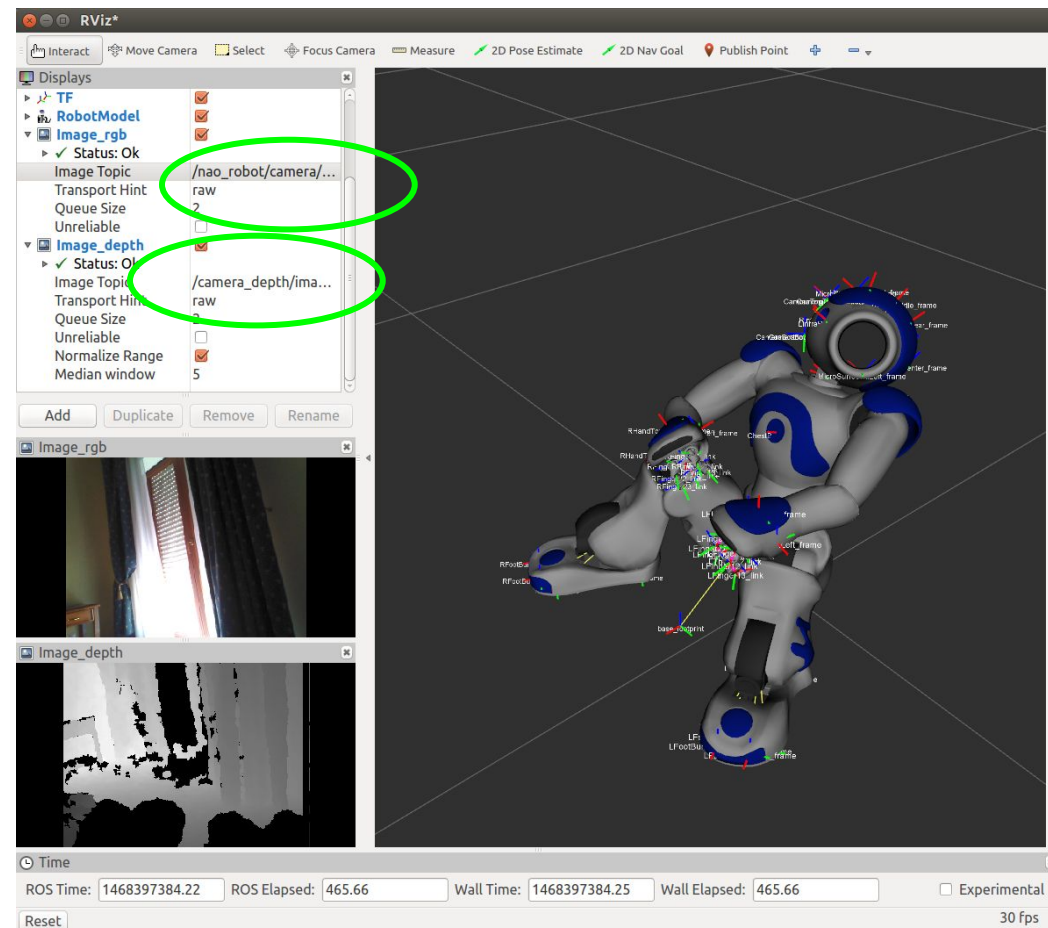 RViz*
Interact Move Camera Select Focus Camera Measure 2D Pose Estimate 2D Nav Goal Publish Point
Displays
TF
RobotModel
Image_rgb
Status: Ok
Image Topic /nao_robot/camera/...
Transport Hint raw
Queue Size 2
Unreliable
Image_depth
Status: Ok
Image Topic /camera_depth/ima...
Transport Hint raw
Queue Size 2
Unreliable
Normalize Range
Median window 5
Add Duplicate Remove Rename
Image_rgb
Image_depth
base_footprint
Time
ROS Time: 1468397384.22 ROS Elapsed: 465.66 Wall Time: 1468397384.25 Wall Elapsed: 465.66 Experimental
Reset 30 fps